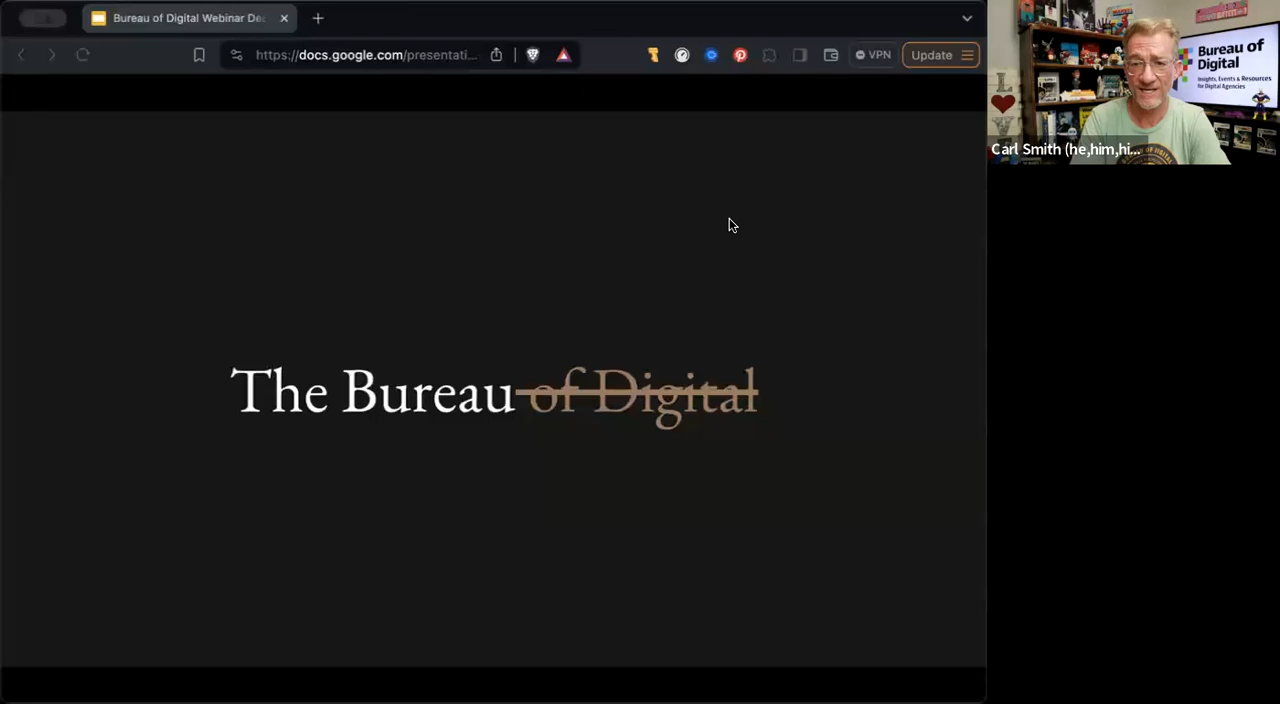 Bureau of Digital Webinar De
https://docs.google.com/presentati...
VPN
Update
The Bureau of Digital
Bureau of
Digital
Insights, Events & Resources
for Digital Agencies
L
Carl Smith (he,him,hi...